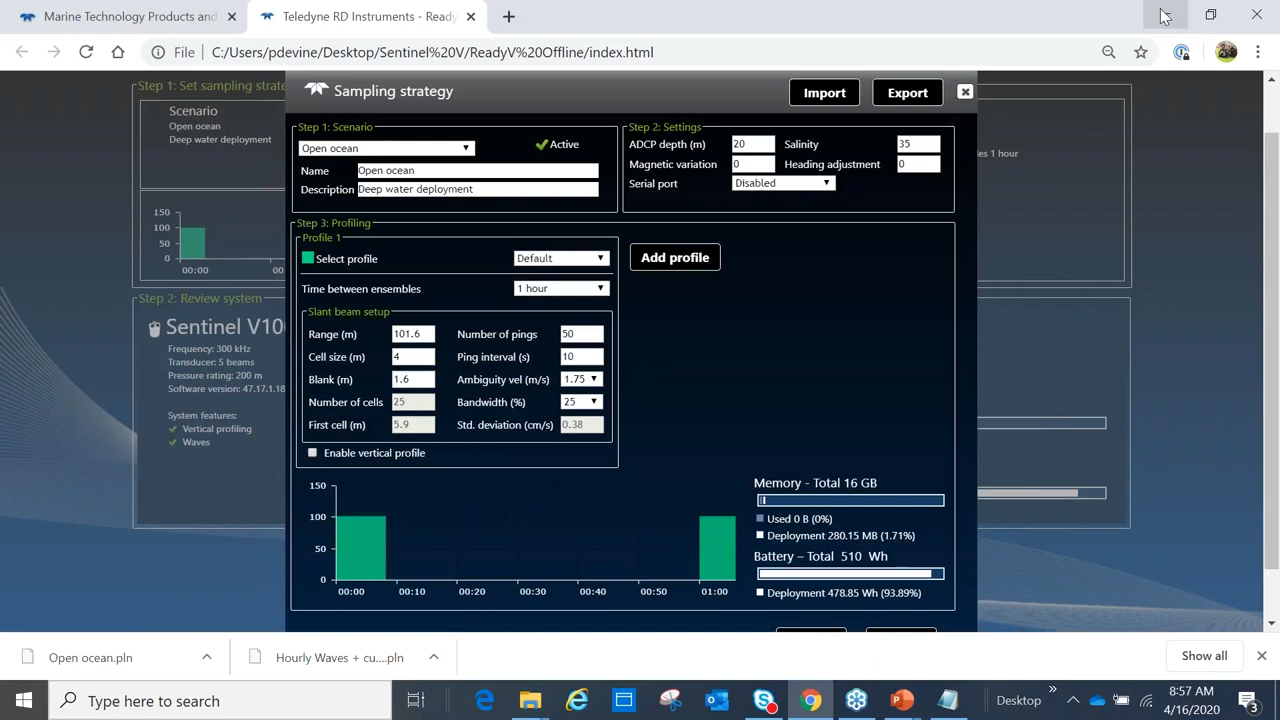 Marine Technology Products and
Teledyne RD Instruments - Ready
File
C:/Users/pdevine/Desktop/Sentinel%20V/ReadyV%20Offline/index.html
Step 1: Set sampling strate
Scenario
Open ocean
Deep water deployment
les 1 hour
150
100
50
0
00:00
00:
Step 2: Review system
Sentinel V10
Frequency: 300 kHz
Transducer: 5 beams
Pressure rating: 200 m
Software version: 47.17.1.18
System features:
Vertical profiling
Waves
Sampling strategy
Import
Export
Step 1: Scenario
Open ocean
Active
Name
Open ocean
Description
Deep water deployment
Step 2: Settings
ADCP depth (m) 20 Salinity 35
Magnetic variation 0 Heading adjustment 0
Serial port Disabled
Step 3: Profiling
Profile 1
Select profile Default
Add profile
Time between ensembles 1 hour
Slant beam setup
Range (m) 101.6 Number of pings 50
Cell size (m) 4 Ping interval (s) 10
Blank (m) 1.6 Ambiguity vel (m/s) 1.75
Number of cells 25 Bandwidth (%) 25
First cell (m) 5.9 Std. deviation (cm/s) 0.38
Enable vertical profile
150
100
50
0
00:00 00:10 00:20 00:30 00:40 00:50 01:00
Memory - Total 16 GB
Used 0 B (0%)
Deployment 280.15 MB (1.71%)
Battery – Total 510 Wh
Deployment 478.85 Wh (93.89%)
Open ocean.pln
Hourly Waves + cu....pln
Show all
Type here to search
Desktop
8:57 AM
4/16/2020
3